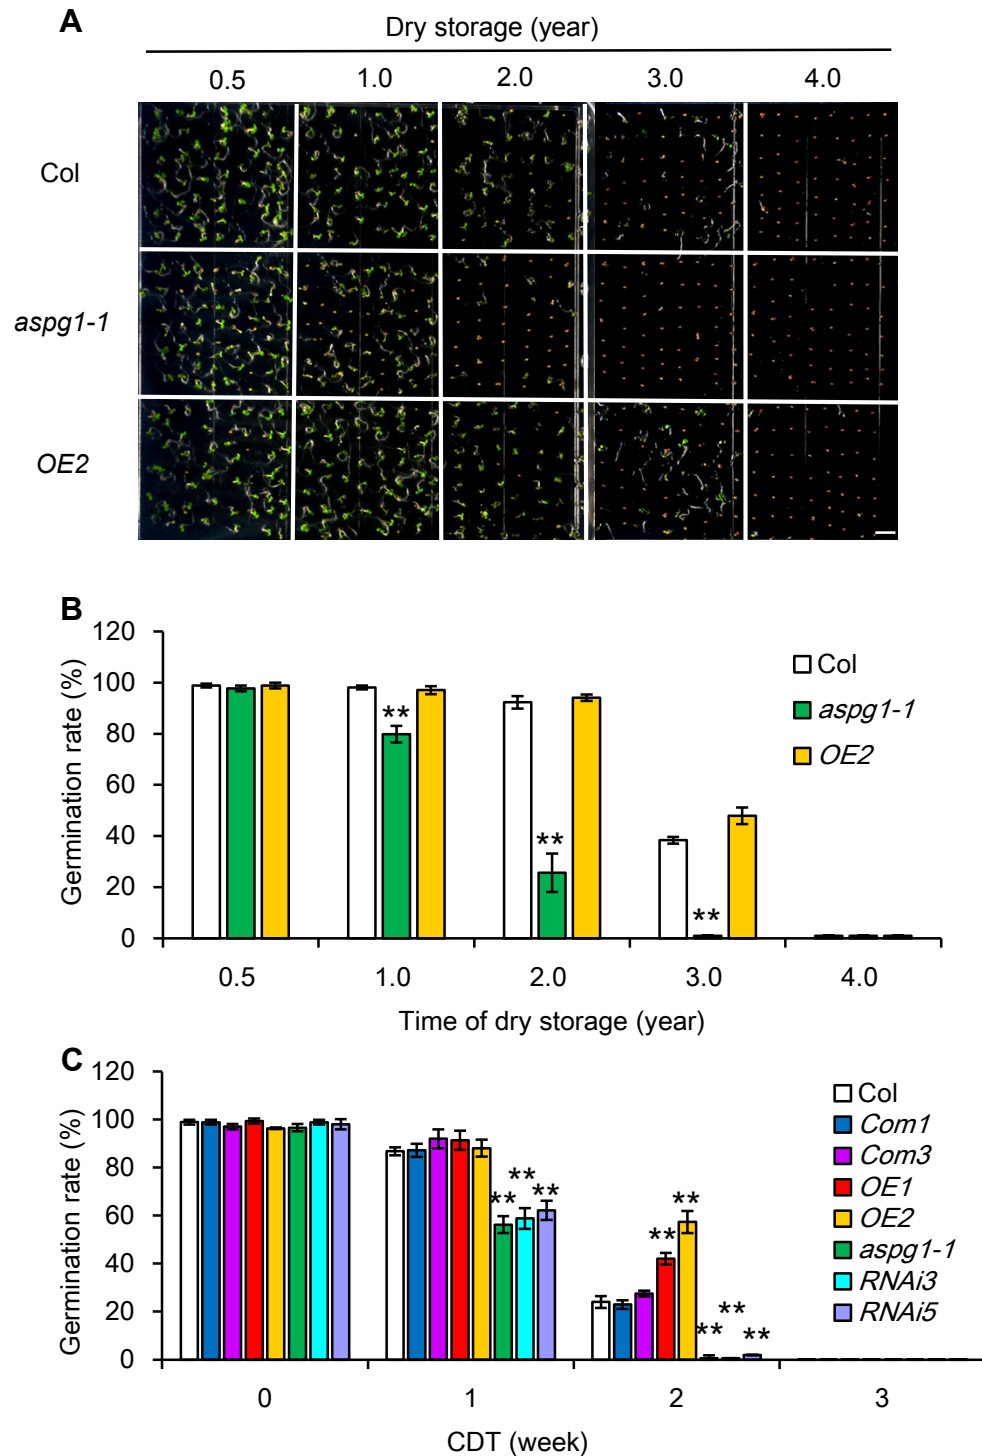 A
Dry storage (year)
0.5 1.0 2.0 3.0 4.0
Col
aspg1-1
OE2
B
Germination rate (%)
120
100
80
60
40
20
0
** ** **
Col
aspg1-1
OE2
0.5 1.0 2.0 3.0 4.0
Time of dry storage (year)
C
Germination rate (%)
120
100
80
60
40
20
0
** ** ** ** ** ** ** **
Col
Com1
Com3
OE1
OE2
aspg1-1
RNAi3
RNAi5
0 1 2 3
CDT (week)